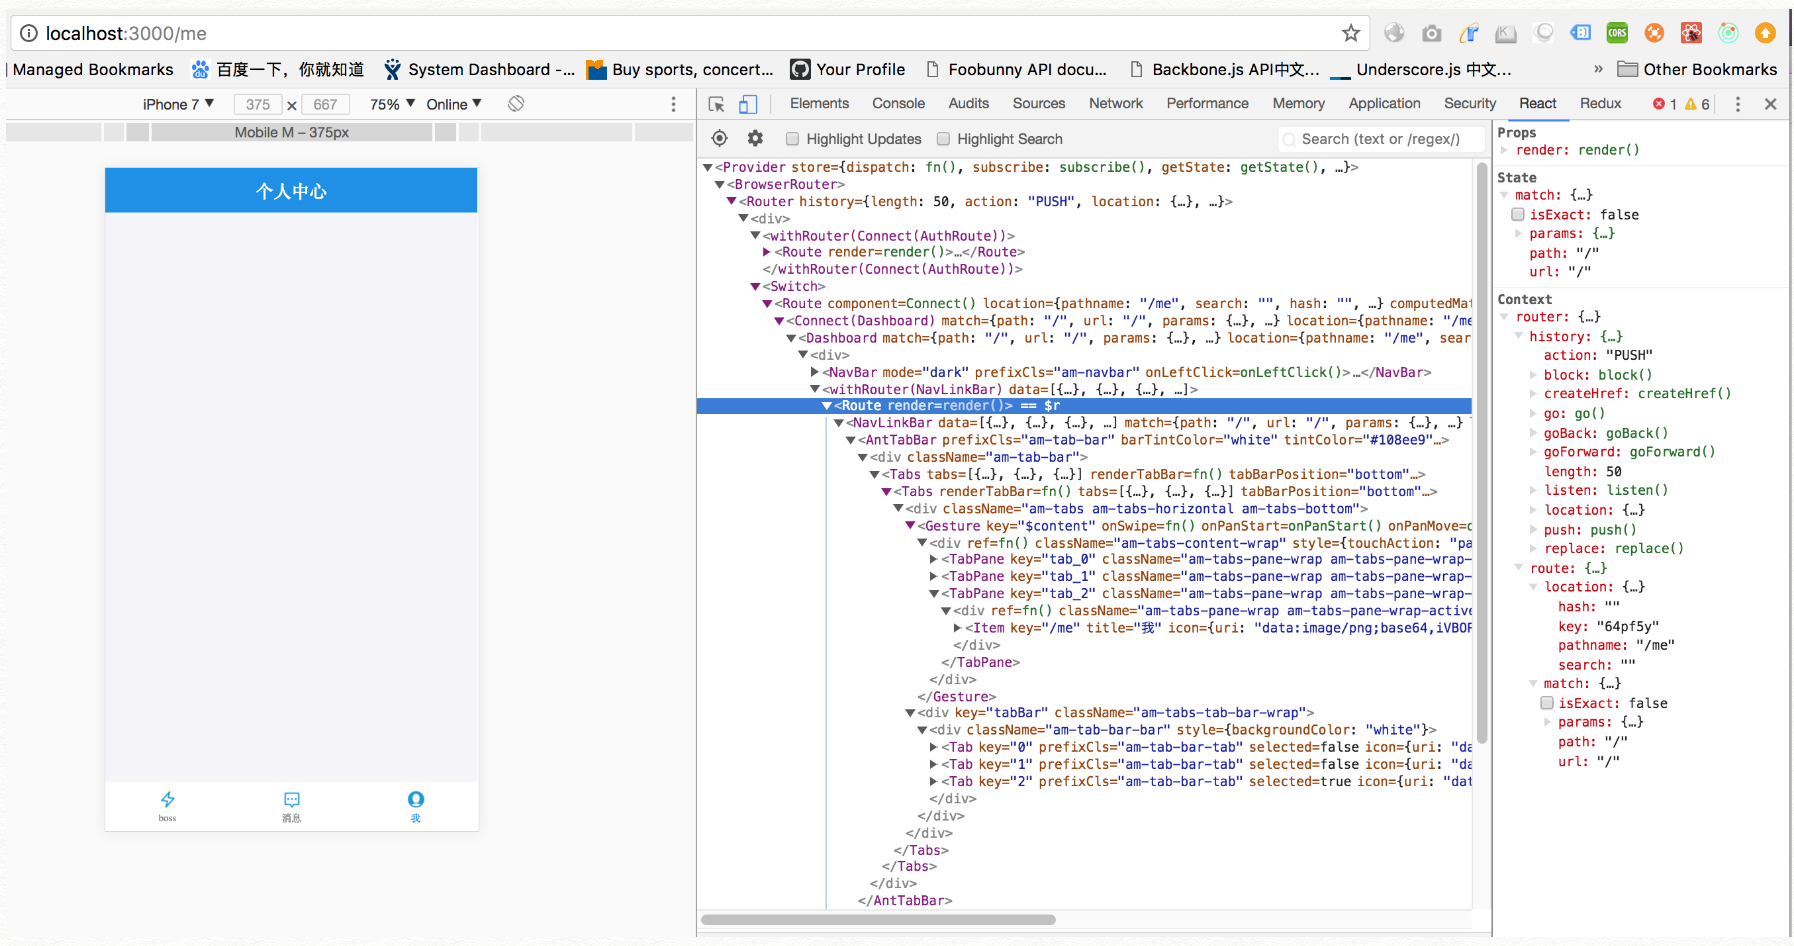 localhost:3000/me
Managed Bookmarks 百度一下，你就知道 System Dashboard -... Buy sports, concert... Your Profile Foobunny API docu... Backbone.js API中文... Underscore.js 中文... » Other Bookmarks
iPhone 7 ▼ 375 × 667 75% ▼ Online ▼
Elements Console Audits Sources Network Performance Memory Application Security React Redux 1 6
Mobile M – 375px
Highlight Updates Highlight Search Search (text or /regex/)
个人中心
boss
消息
我
<Provider store={dispatch: fn(), subscribe: subscribe(), getState: getState(), …}>
<BrowserRouter>
<Router history={length: 50, action: "PUSH", location: {…}, …}>
<div>
<withRouter(Connect(AuthRoute))>
<Route render=render()>…</Route>
</withRouter(Connect(AuthRoute))>
<Switch>
<Route component=Connect() location={pathname: "/me", search: "", hash: "", …} computedMat
<Connect(Dashboard) match={path: "/", url: "/", params: {…}, …} location={pathname: "/me
<Dashboard match={path: "/", url: "/", params: {…}, …} location={pathname: "/me", sear
<div>
<NavBar mode="dark" prefixCls="am-navbar" onLeftClick=onLeftClick()>…</NavBar>
<withRouter(NavLinkBar) data=[{…}, {…}, {…}, …]>
<Route render=render()> == $r
<NavLinkBar data=[{…}, {…}, {…}, …] match={path: "/", url: "/", params: {…}, …}
<AntTabBar prefixCls="am-tab-bar" barTintColor="white" tintColor="#108ee9"…>
<div className="am-tab-bar">
<Tabs tabs=[{…}, {…}, {…}] renderTabBar=fn() tabBarPosition="bottom"…>
<Tabs renderTabBar=fn() tabs=[{…}, {…}, {…}] tabBarPosition="bottom"…>
<div className="am-tabs am-tabs-horizontal am-tabs-bottom">
<Gesture key="$content" onSwipe=fn() onPanStart=onPanStart() onPanMove=o
<div ref=fn() className="am-tabs-content-wrap" style={touchAction: "pa
<TabPane key="tab_0" className="am-tabs-pane-wrap am-tabs-pane-wrap-
<TabPane key="tab_1" className="am-tabs-pane-wrap am-tabs-pane-wrap-
<TabPane key="tab_2" className="am-tabs-pane-wrap am-tabs-pane-wrap-
<div ref=fn() className="am-tabs-pane-wrap am-tabs-pane-wrap-active
<Item key="/me" title="我" icon={uri: "data:image/png;base64,iVBOR
</div>
</TabPane>
</div>
</Gesture>
<div key="tabBar" className="am-tabs-tab-bar-wrap">
<div className="am-tab-bar-bar" style={backgroundColor: "white"}>
<Tab key="0" prefixCls="am-tab-bar-tab" selected=false icon={uri: "da
<Tab key="1" prefixCls="am-tab-bar-tab" selected=false icon={uri: "da
<Tab key="2" prefixCls="am-tab-bar-tab" selected=true icon={uri: "dat
</div>
</div>
</div>
</Tabs>
</Tabs>
</div>
</AntTabBar>
Props
render: render()
State
match: {…}
isExact: false
params: {…}
path: "/"
url: "/"
Context
router: {…}
history: {…}
action: "PUSH"
block: block()
createHref: createHref()
go: go()
goBack: goBack()
goForward: goForward()
length: 50
listen: listen()
location: {…}
push: push()
replace: replace()
route: {…}
location: {…}
hash: ""
key: "64pf5y"
pathname: "/me"
search: ""
match: {…}
isExact: false
params: {…}
path: "/"
url: "/"